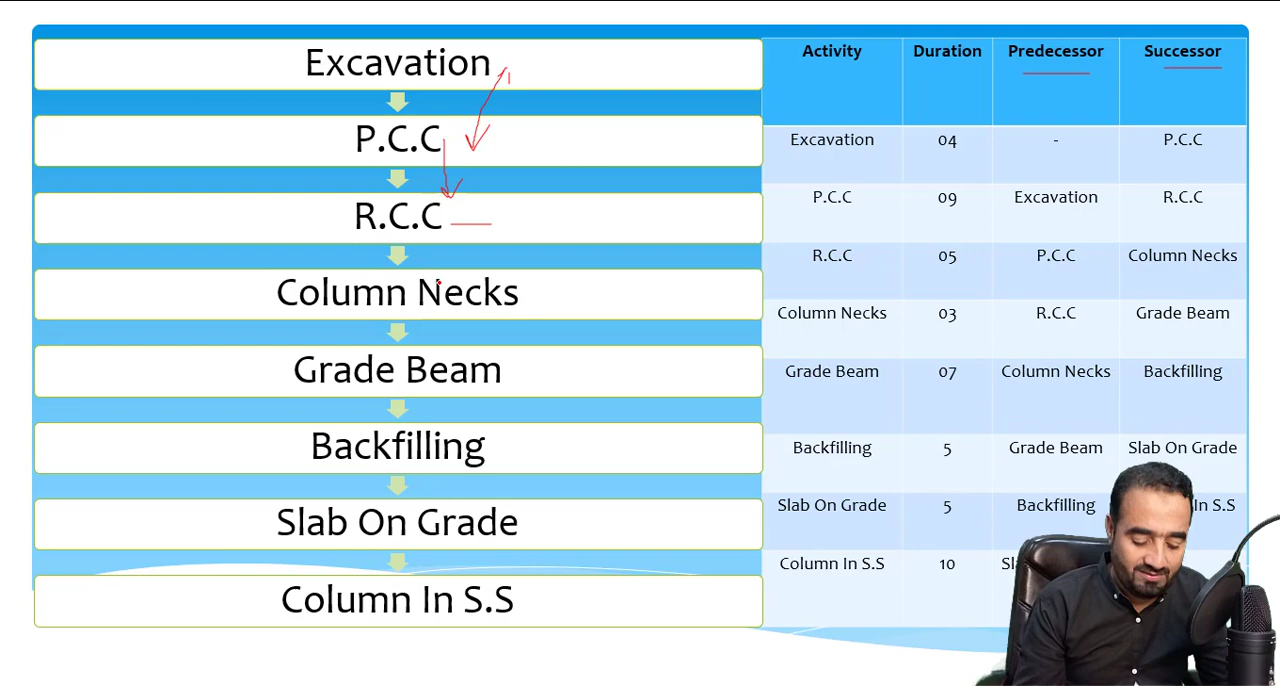 Excavation
P.C.C
R.C.C
Column Necks
Grade Beam
Backfilling
Slab On Grade
Column In S.S
Activity Duration Predecessor Successor
Excavation 04 - P.C.C
P.C.C 09 Excavation R.C.C
R.C.C 05 P.C.C Column Necks
Column Necks 03 R.C.C Grade Beam
Grade Beam 07 Column Necks Backfilling
Backfilling 5 Grade Beam Slab On Grade
Slab On Grade 5 Backfilling In S.S
Column In S.S 10